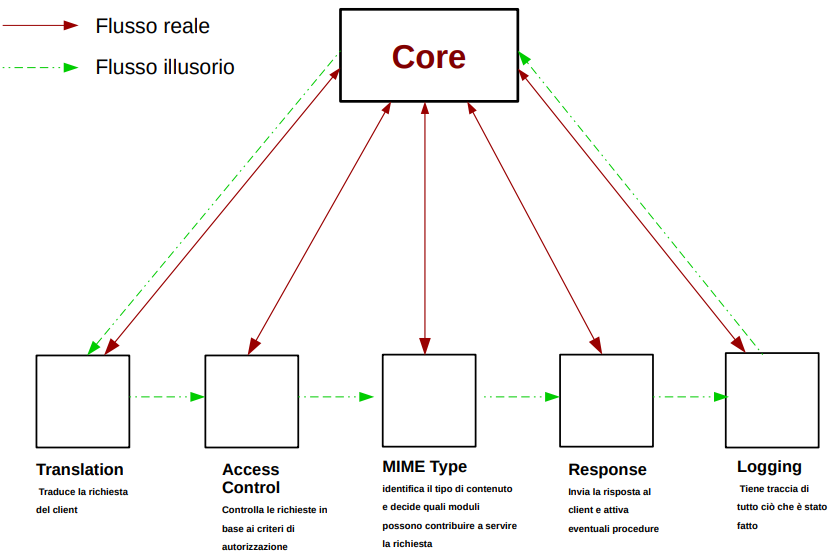 Flusso reale
Flusso illusorio
Core
Translation
Traduce la richiesta
del client
Access
Control
Controlla le richieste in
base ai criteri di
autorizzazione
MIME Type
identifica il tipo di contenuto
e decide quali moduli
possono contribuire a servire
la richiesta
Response
Invia la risposta al
client e attiva
eventuali procedure
Logging
Tiene traccia di
tutto ciò che è stato
fatto